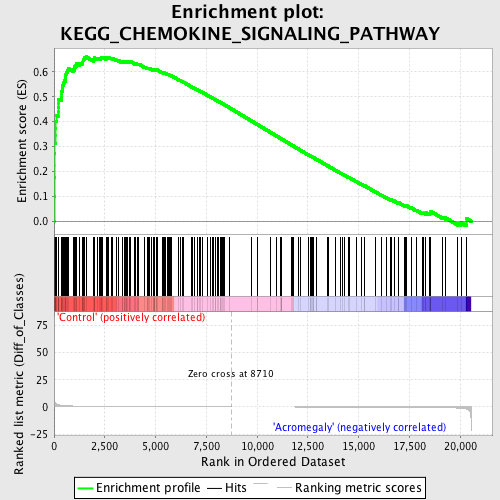 Enrichment plot:
KEGG_CHEMOKINE_SIGNALING_PATHWAY
Enrichment score (ES)
0.6
0.5
0.4
0.3
0.2
0.1
0.0
'Control' (positively correlated)
Ranked list metric (Diff_of_Classes)
75
50
25
0
−25
Zero cross at 8710
'Acromegaly' (negatively correlated)
0 2,500 5,000 7,500 10,000 12,500 15,000 17,500 20,000
Rank in Ordered Dataset
Enrichment profile Hits Ranking metric scores